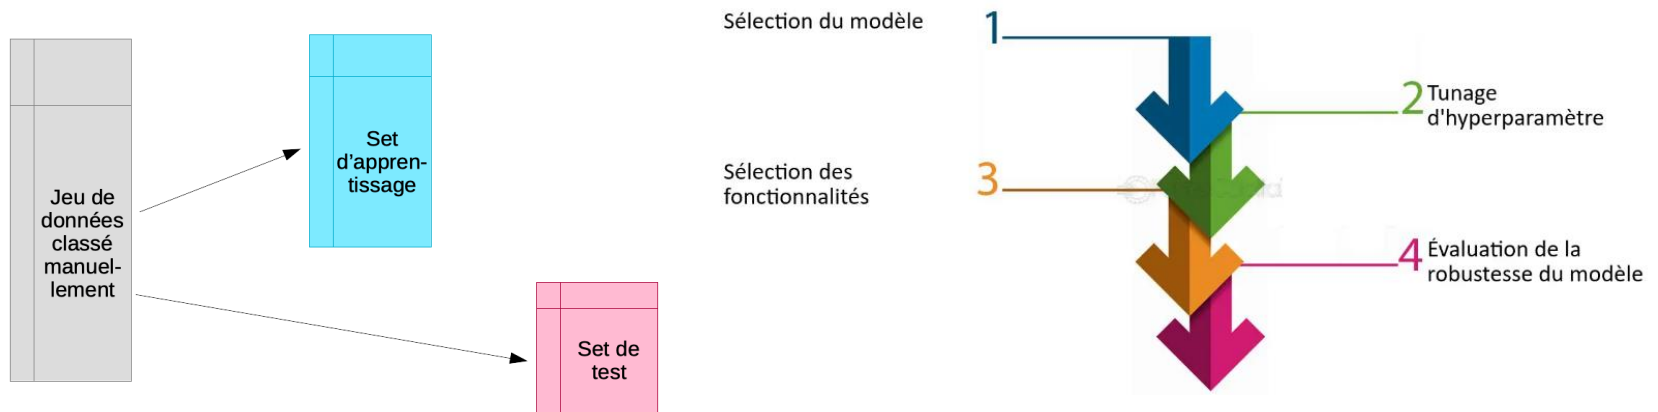 Jeu de
données
classé
manuel-
lement
Set
d'appren-
tissage
Set de
test
Sélection du modèle
1
2
Tunage
d'hyperparamètre
Sélection des
fonctionnalités
3
4
Évaluation de la
robustesse du modèle